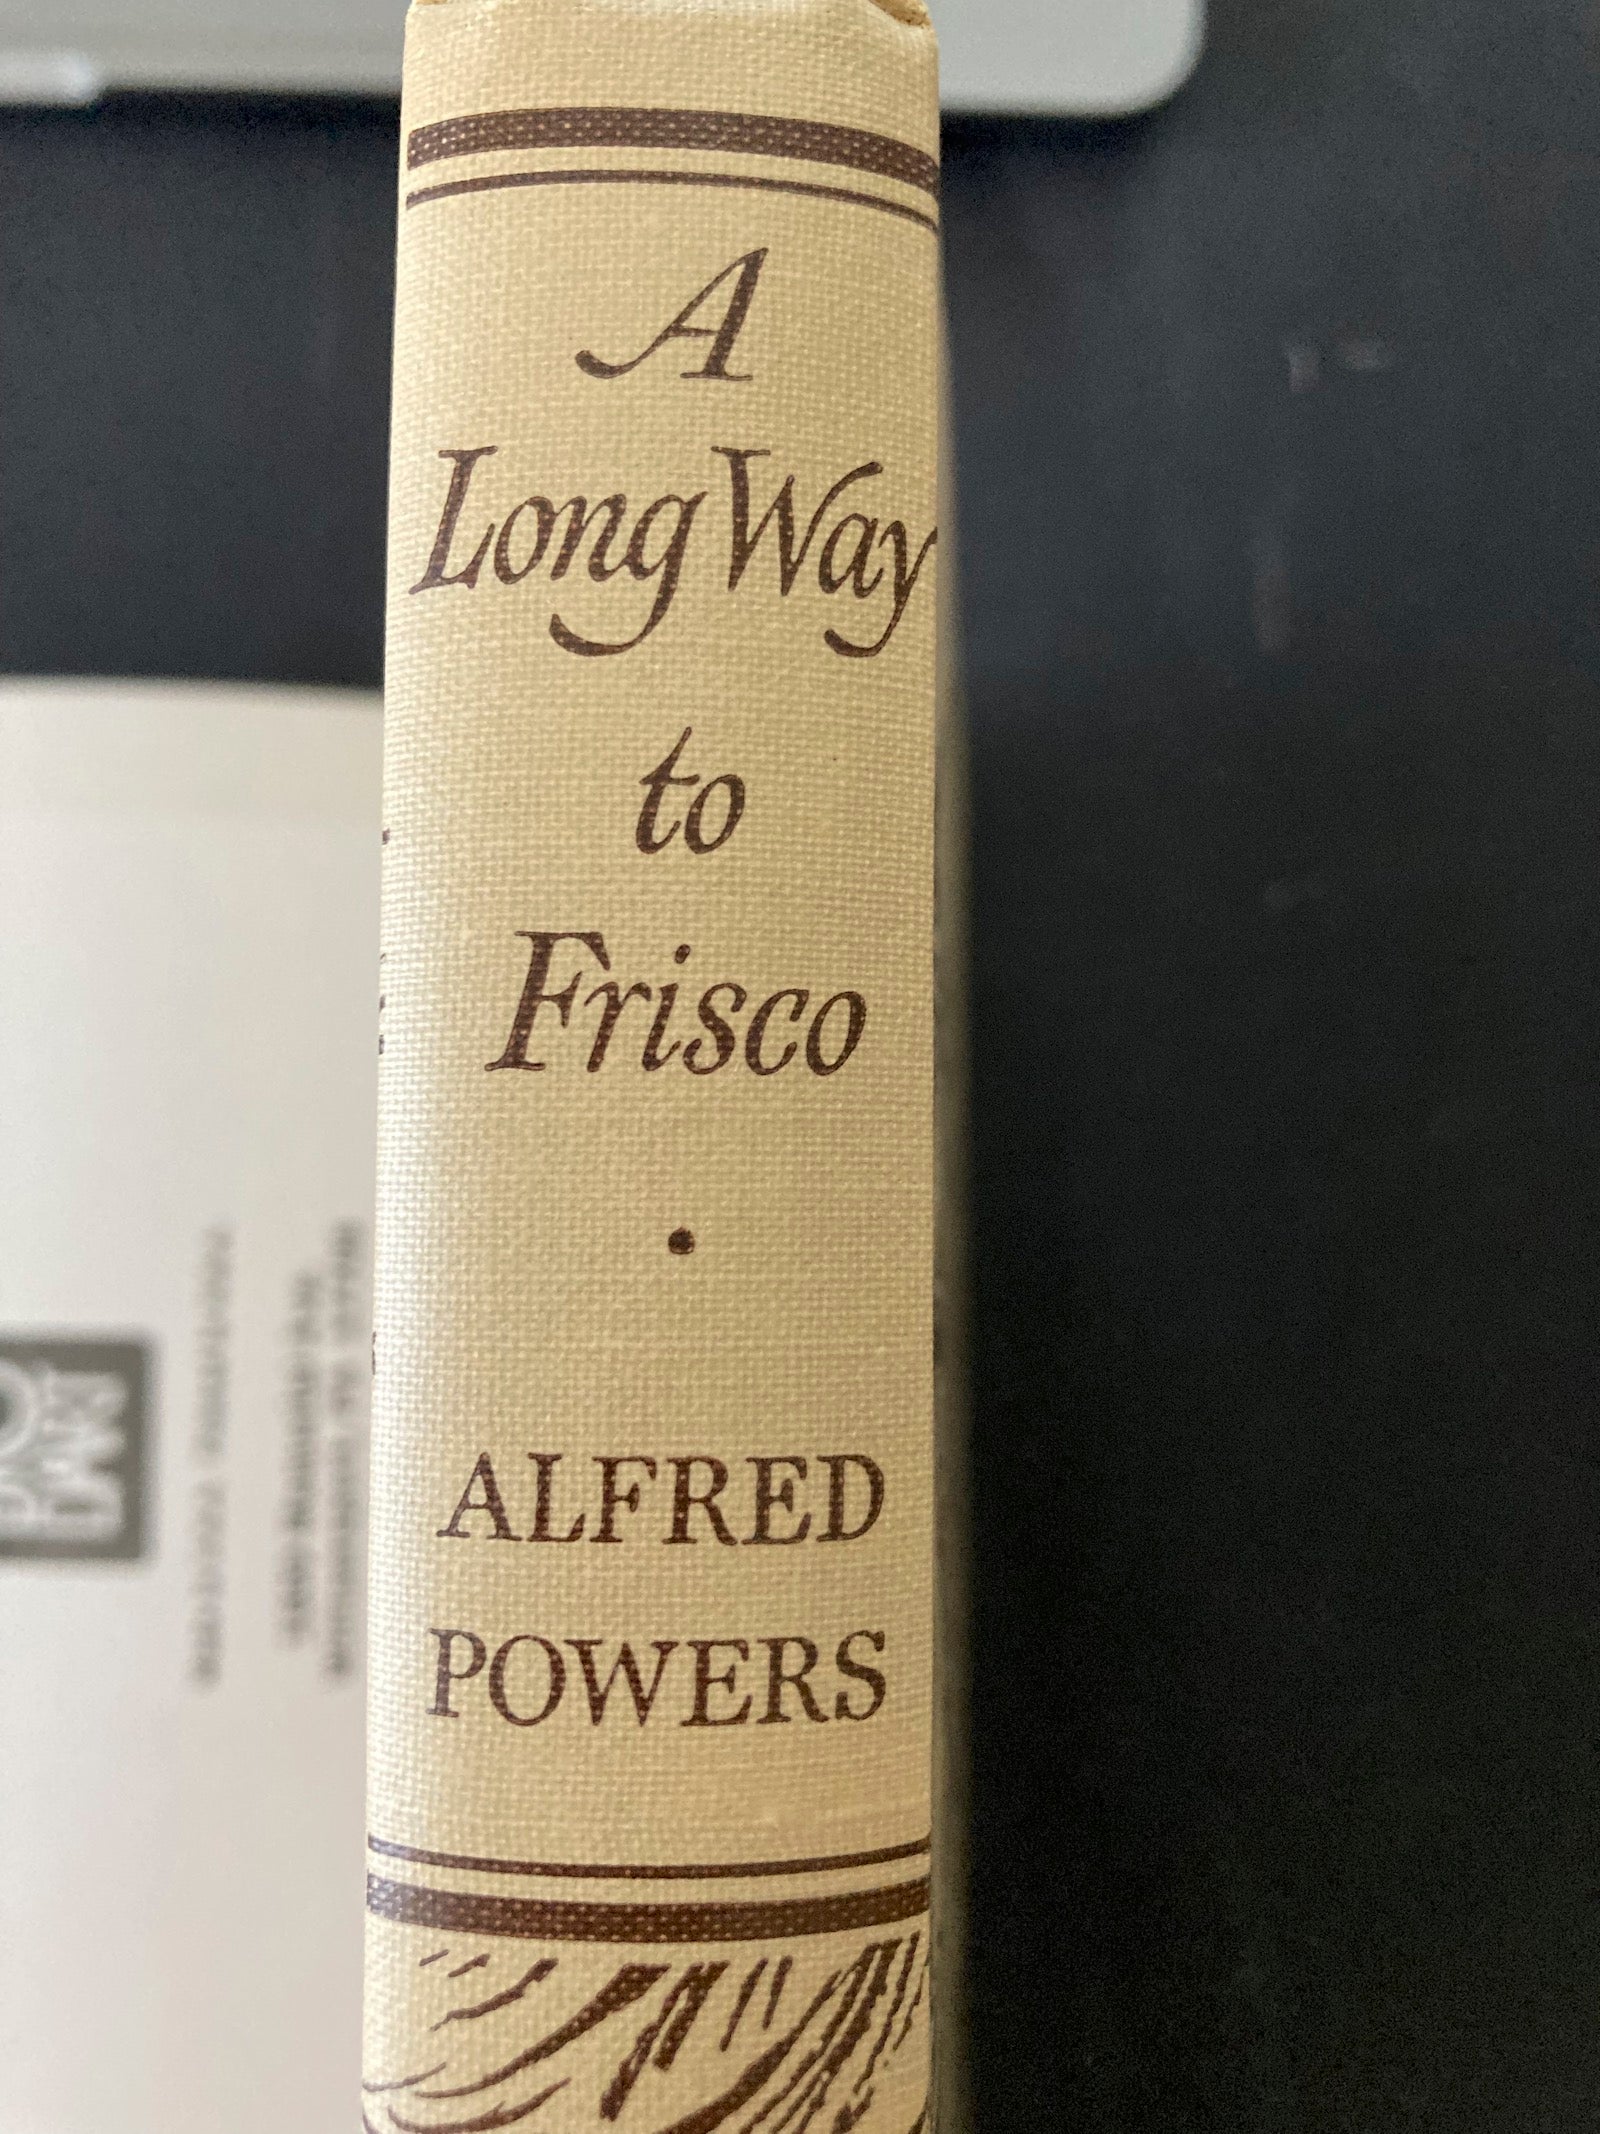 A
Long Way
to
Frisco
•
ALFRED
POWERS